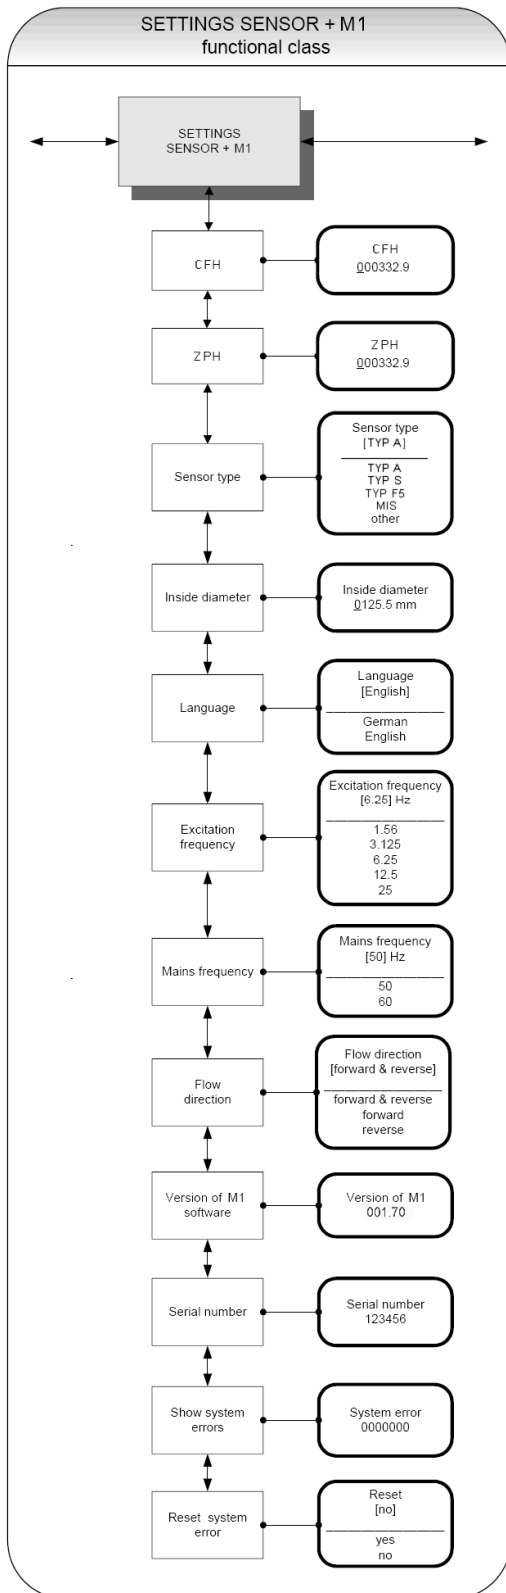 SETTINGS SENSOR + M1
functional class
SETTINGS
SENSOR + M1
CFH
CFH
000332.9
ZPH
ZPH
000332.9
Sensor type
Sensor type
[TYP A]
TYP A
TYP S
TYP F5
MIS
other
Inside diameter
Inside diameter
0125.5 mm
Language
Language
[English]
German
English
Excitation
frequency
Excitation frequency
[6.25] Hz
1.56
3.125
6.25
12.5
25
Mains frequency
Mains frequency
[50] Hz
50
60
Flow
direction
Flow direction
[forward & reverse]
forward & reverse
forward
reverse
Version of M1
software
Version of M1
001.70
Serial number
Serial number
123456
Show system
errors
System error
0000000
Reset system
error
Reset
[no]
yes
no